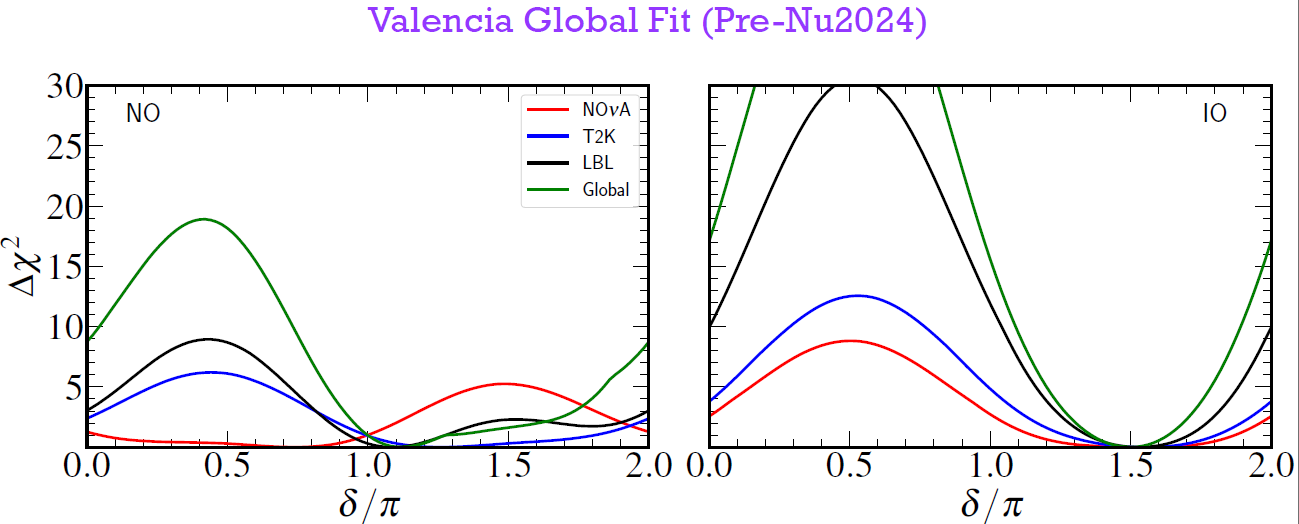 Valencia Global Fit (Pre-Nu2024)
NO
NOνA
T2K
LBL
Global
IO
30
25
20
15
10
5
Δχ²
0.0 0.5 1.0 1.5 2.0
0.0 0.5 1.0 1.5 2.0
δ/π
δ/π